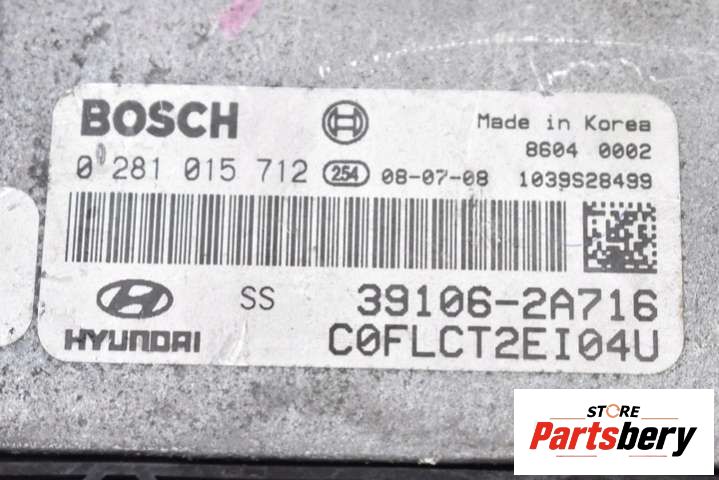 BOSCH
Made in Korea
8604 0002
0 281 015 712 254 08-07-08 1039S28499
HYUNDAI
SS
39106-2A716
C0FLCT2EI04U
STORE
Partsbery